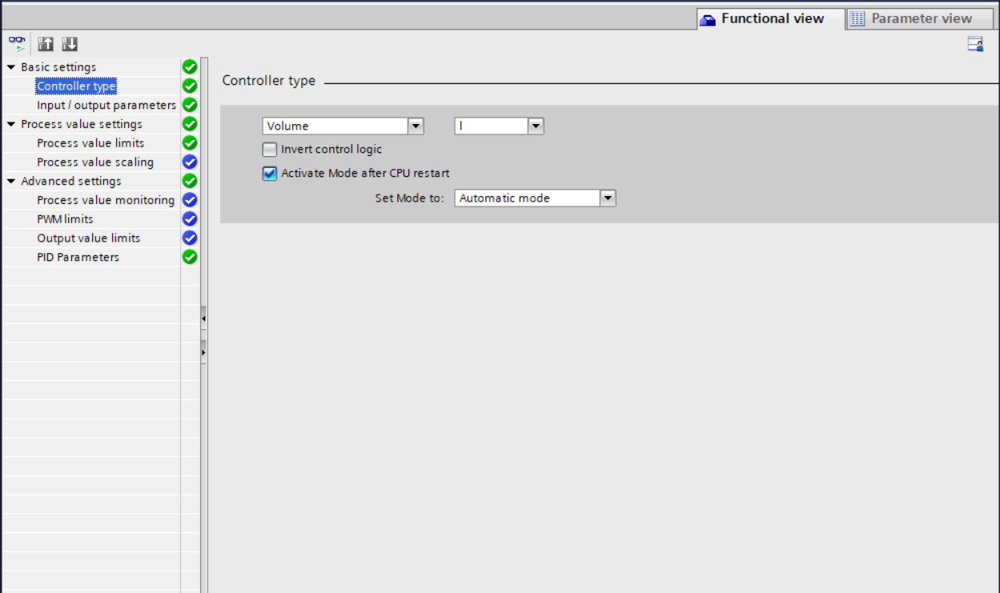 Functional view
Parameter view
Basic settings
Controller type
Input / output parameters
Process value settings
Process value limits
Process value scaling
Advanced settings
Process value monitoring
PWM limits
Output value limits
PID Parameters
Controller type
Volume
l
Invert control logic
Activate Mode after CPU restart
Set Mode to: Automatic mode